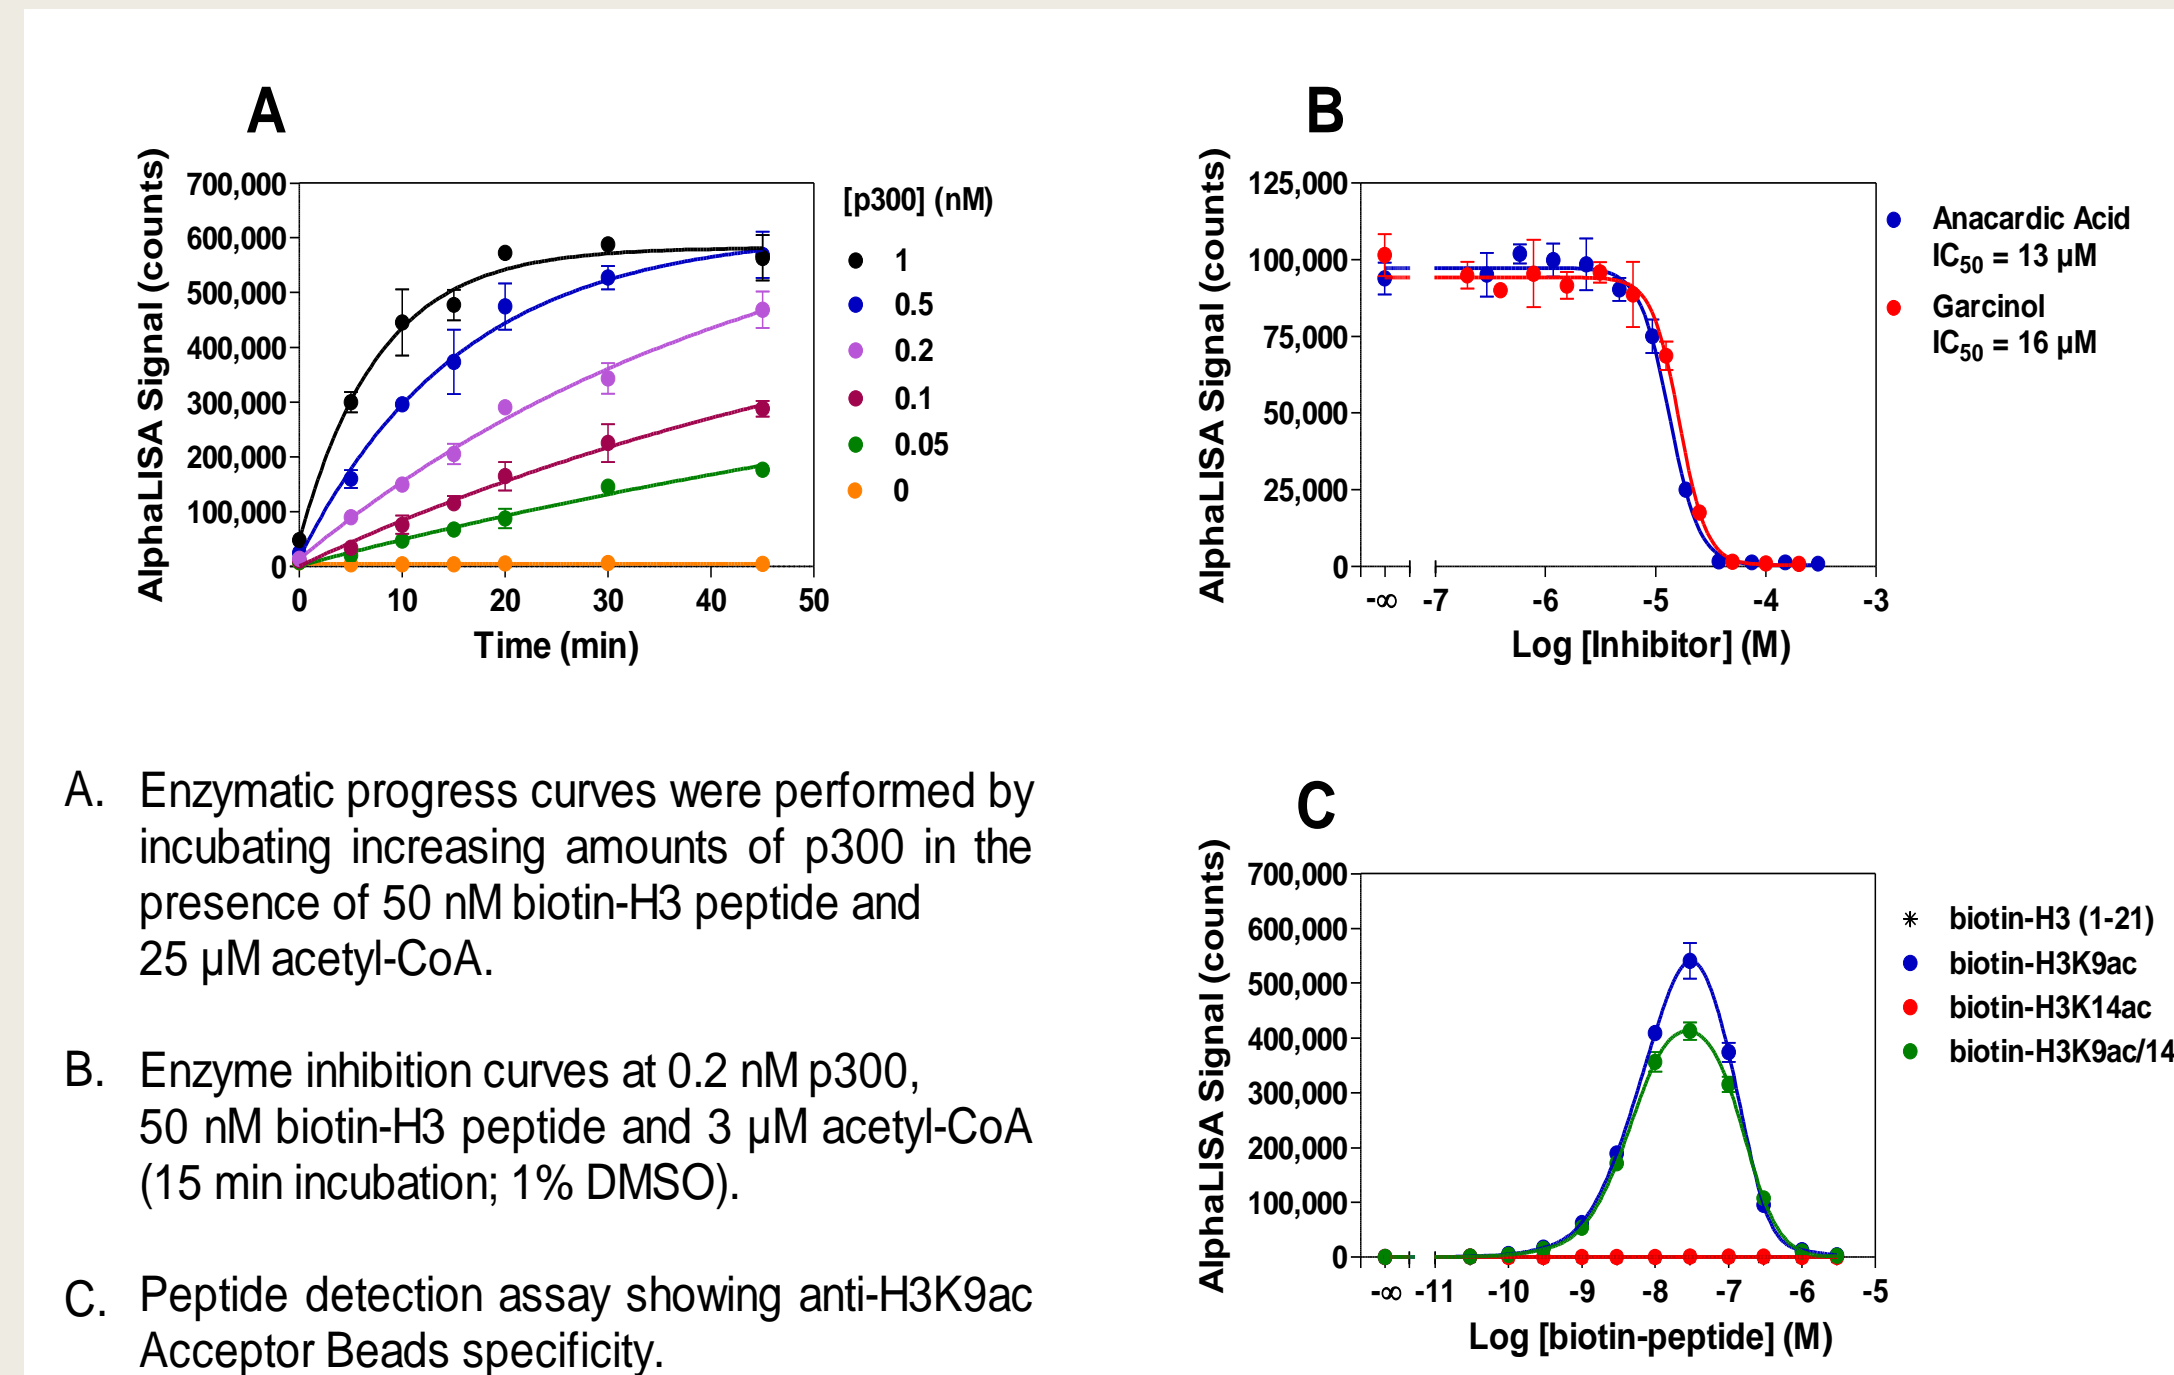 A
AlphaLISA Signal (counts)
700,000
600,000
500,000
400,000
300,000
200,000
100,000
0
0 10 20 30 40 50
Time (min)
[p300] (nM)
1
0.5
0.2
0.1
0.05
0
B
AlphaLISA Signal (counts)
125,000
100,000
75,000
50,000
25,000
0
-∞ -7 -6 -5 -4 -3
Log [Inhibitor] (M)
Anacardic Acid
IC50 = 13 µM
Garcinol
IC50 = 16 µM
A. Enzymatic progress curves were performed by
incubating increasing amounts of p300 in the
presence of 50 nM biotin-H3 peptide and
25 µM acetyl-CoA.
B. Enzyme inhibition curves at 0.2 nM p300,
50 nM biotin-H3 peptide and 3 µM acetyl-CoA
(15 min incubation; 1% DMSO).
C. Peptide detection assay showing anti-H3K9ac
Acceptor Beads specificity.
C
AlphaLISA Signal (counts)
700,000
600,000
500,000
400,000
300,000
200,000
100,000
0
-∞ -11 -10 -9 -8 -7 -6 -5
Log [biotin-peptide] (M)
biotin-H3 (1-21)
biotin-H3K9ac
biotin-H3K14ac
biotin-H3K9ac/14